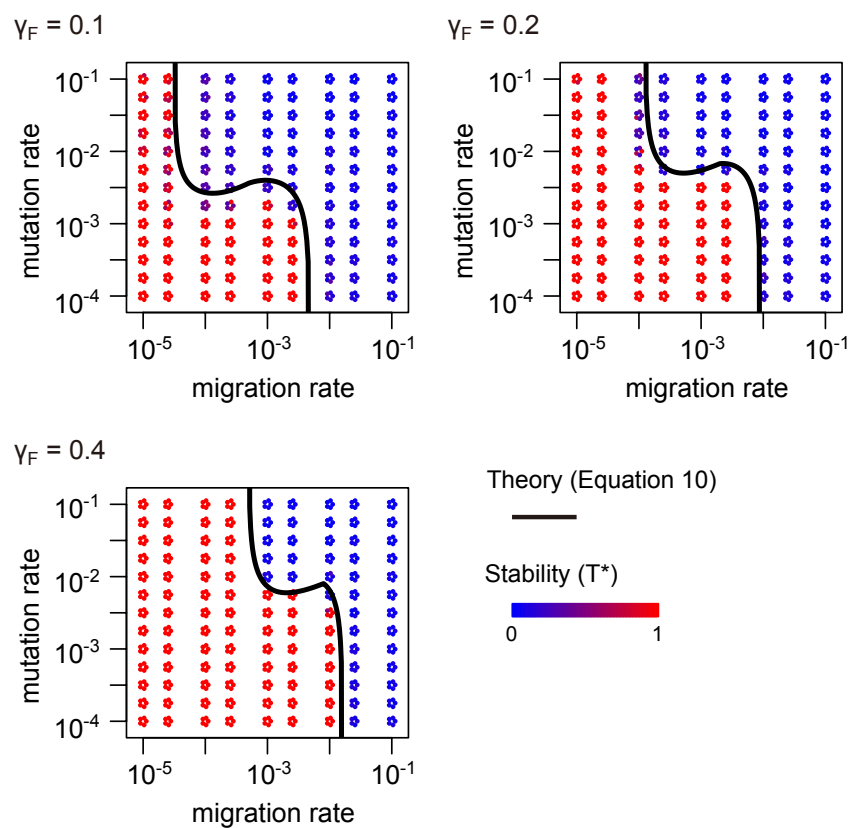 γF = 0.1
γF = 0.2
mutation rate
10-1
10-2
10-3
10-4
10-5
10-3
10-1
migration rate
mutation rate
10-1
10-2
10-3
10-4
10-5
10-3
10-1
migration rate
γF = 0.4
mutation rate
10-1
10-2
10-3
10-4
10-5
10-3
10-1
migration rate
Theory (Equation 10)
Stability (T*)
0
1